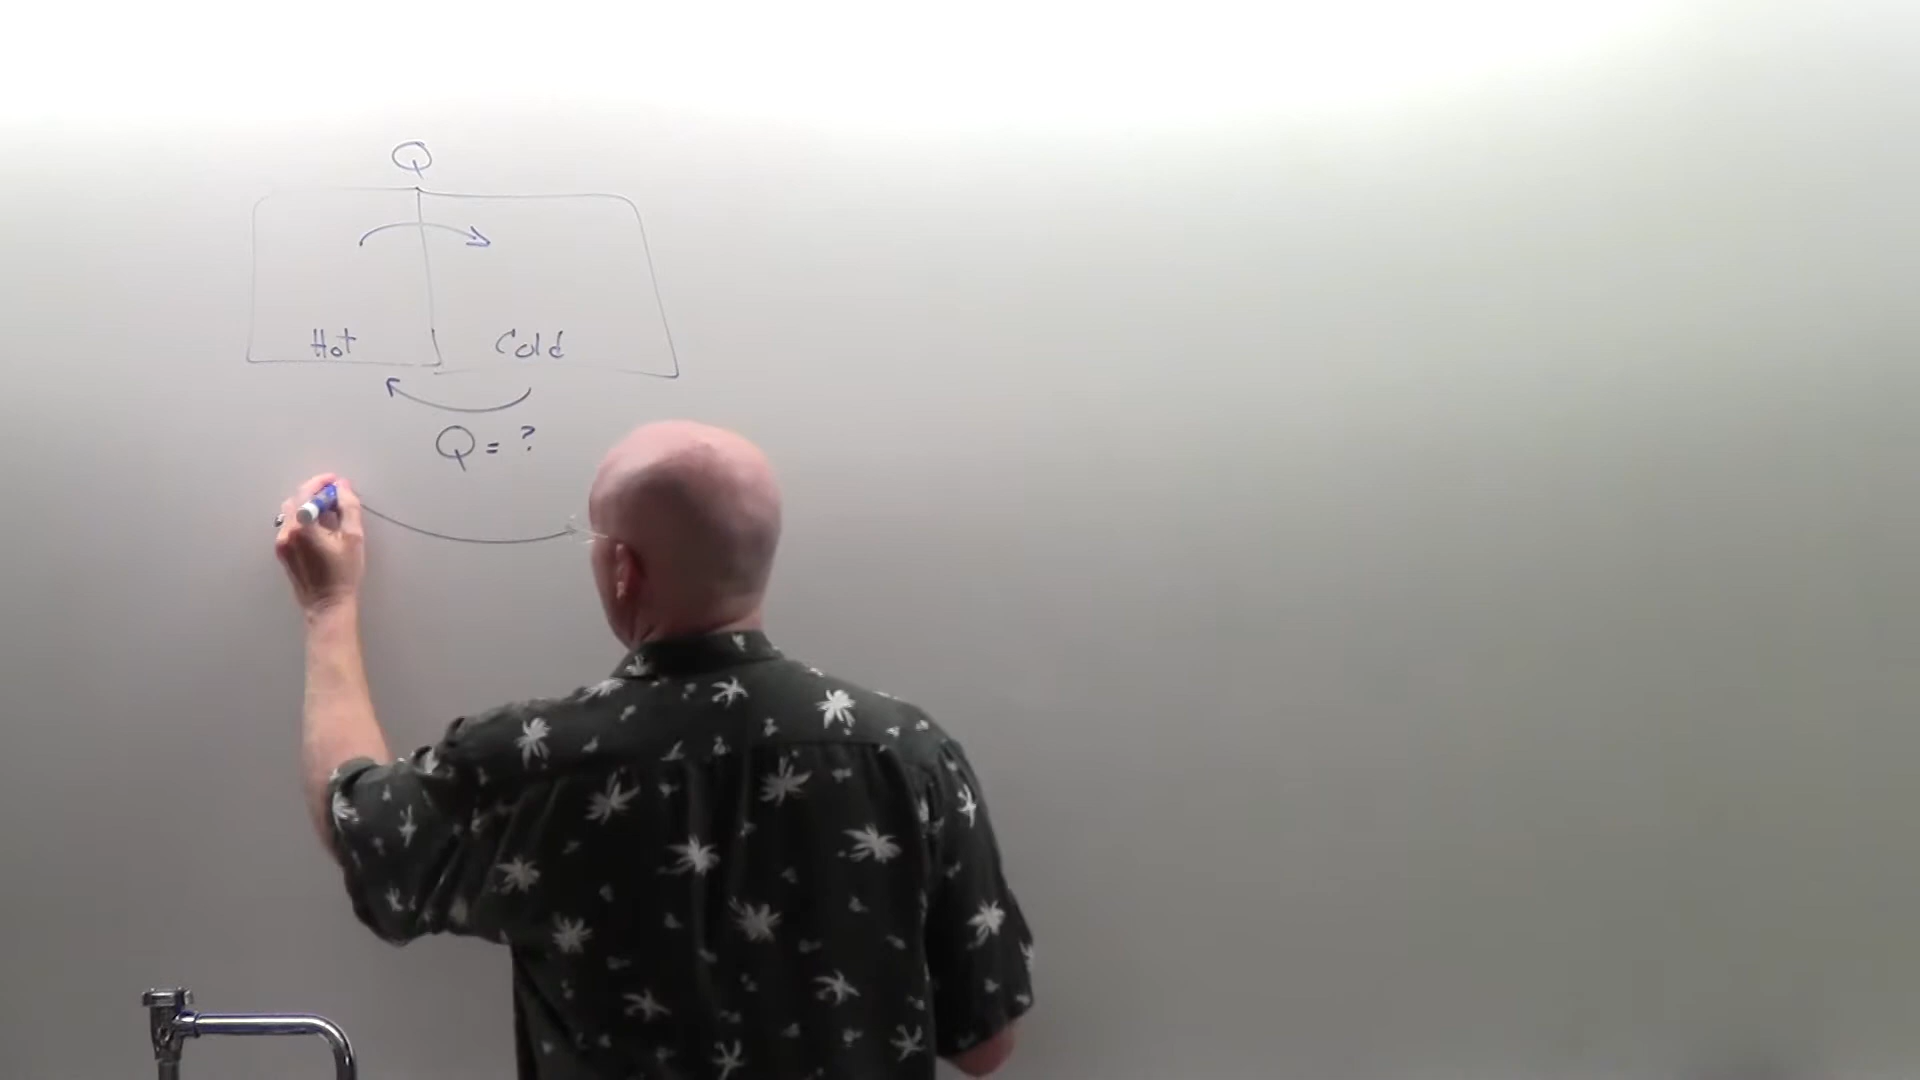 Q
Hot Cold
Q = ?